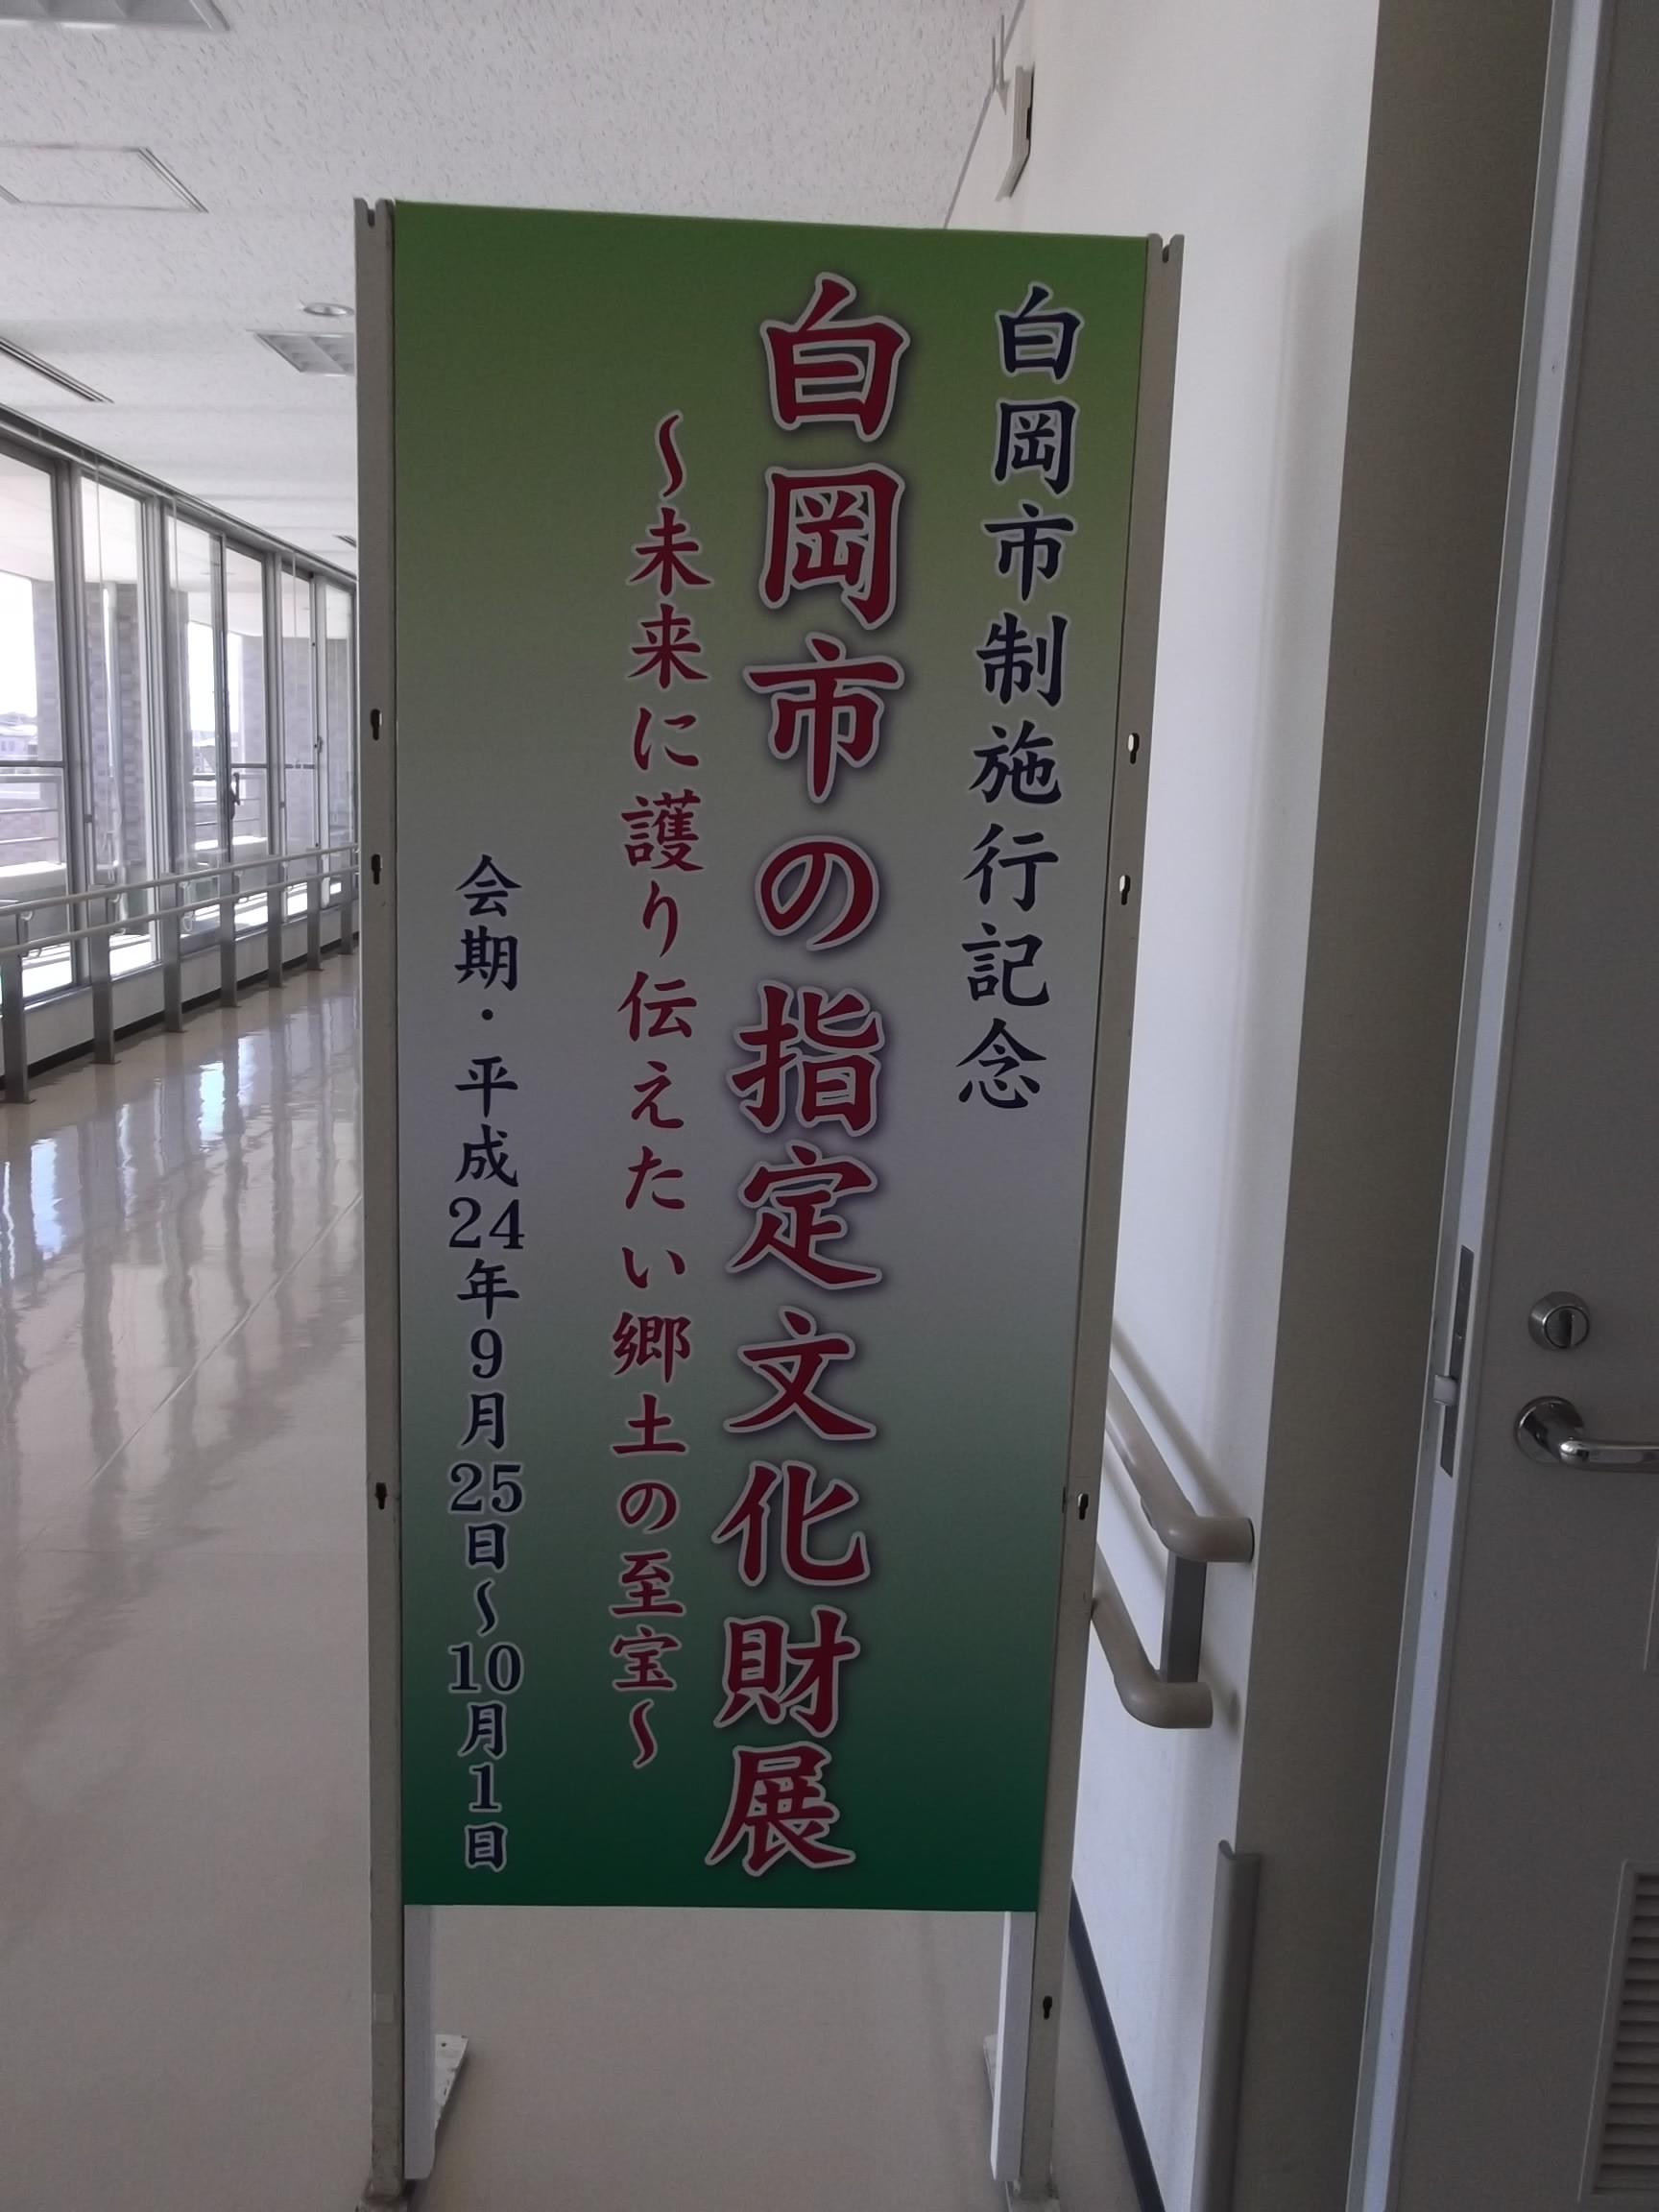 白岡市制施行記念
白岡市の指定文化財展
〜未来に護り伝えたい郷土の至宝〜
会期・平成24年9月25日〜10月1日